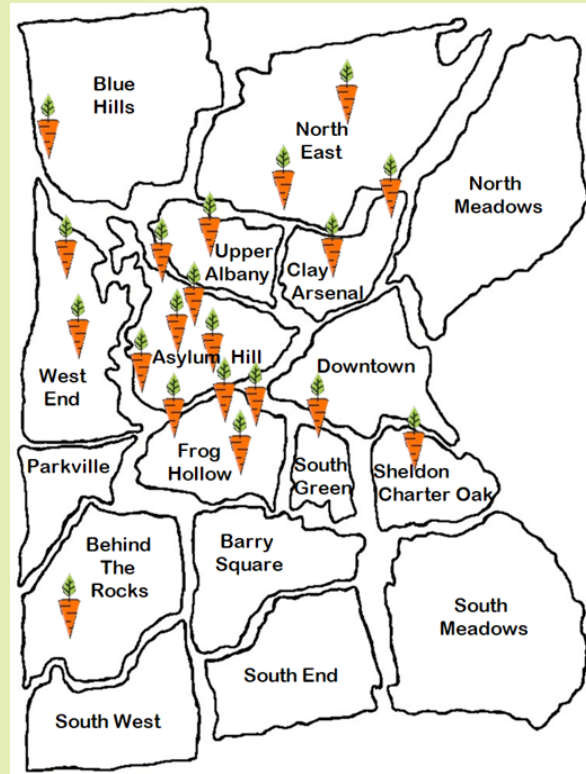 Blue
Hills
North
East
North
Meadows
Upper
Albany
Clay
Arsenal
Asylum Hill
West
End
Downtown
Parkville
Frog
Hollow
South
Green
Sheldon
Charter Oak
Behind
The
Rocks
Barry
Square
South
Meadows
South End
South West